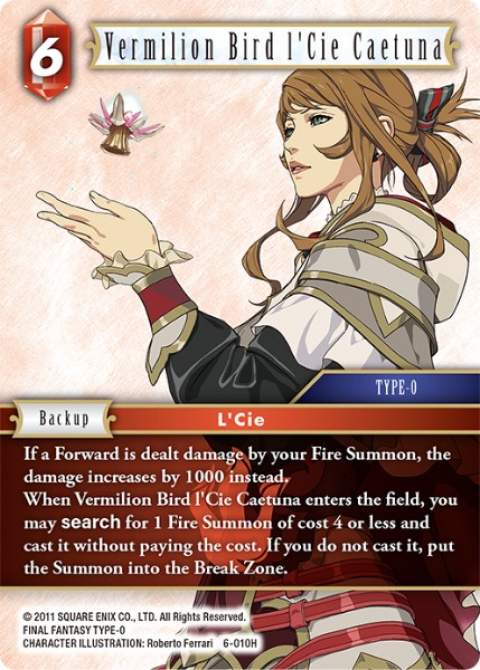 6
Vermilion Bird l'Cie Caetuna
TYPE-0
Backup
L'Cie
If a Forward is dealt damage by your Fire Summon, the
damage increases by 1000 instead.
When Vermilion Bird l'Cie Caetuna enters the field, you
may search for 1 Fire Summon of cost 4 or less and
cast it without paying the cost. If you do not cast it, put
the Summon into the Break Zone.
© 2011 SQUARE ENIX CO., LTD. All Rights Reserved.
FINAL FANTASY TYPE-0
CHARACTER ILLUSTRATION: Roberto Ferrari 6-010H